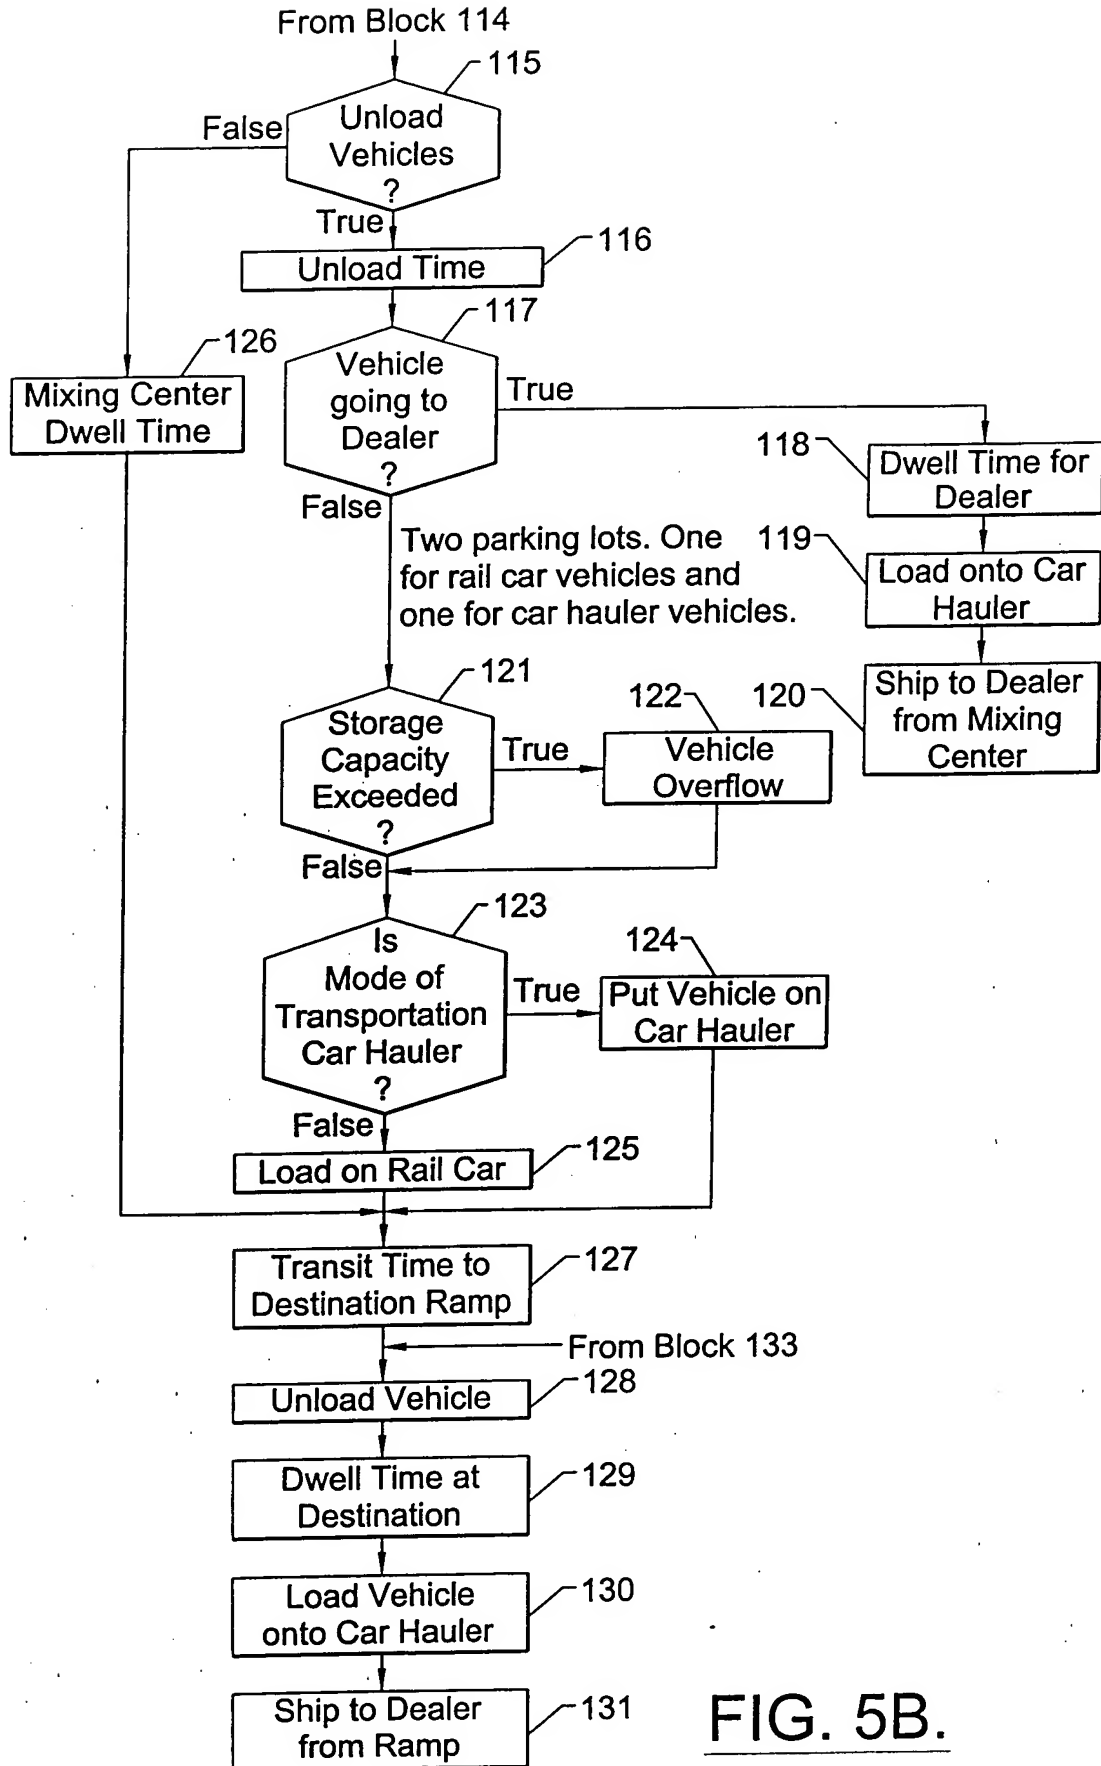 From Block 114
115
Unload
Vehicles
?
False
True
116
Unload Time
117
Vehicle
going to
Dealer
?
True
False
126
Mixing Center
Dwell Time
118
Dwell Time for
Dealer
119
Load onto Car
Hauler
120
Ship to Dealer
from Mixing
Center
Two parking lots. One
for rail car vehicles and
one for car hauler vehicles.
121
Storage
Capacity
Exceeded
?
True
False
122
Vehicle
Overflow
123
Is
Mode of
Transportation
Car Hauler
?
True
False
124
Put Vehicle on
Car Hauler
Load on Rail Car
125
Transit Time to
Destination Ramp
127
From Block 133
Unload Vehicle
128
Dwell Time at
Destination
129
Load Vehicle
onto Car Hauler
130
Ship to Dealer
from Ramp
131
FIG. 5B.